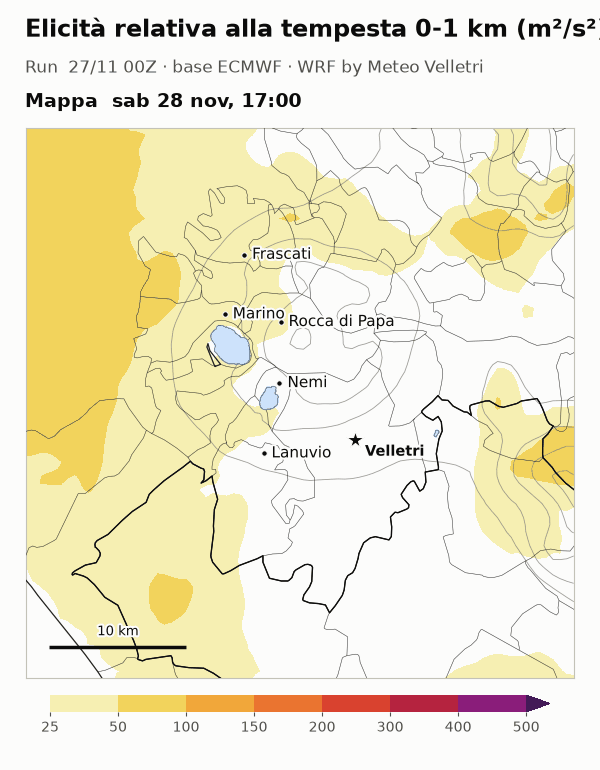 Elicità relativa alla tempesta 0-1 km (m²/s²)
Run  27/11 00Z · base ECMWF · WRF by Meteo Velletri
Mappa  sab 28 nov, 17:00
Frascati
Marino
Rocca di Papa
Nemi
Velletri
Lanuvio
10 km
25 50 100 150 200 300 400 500